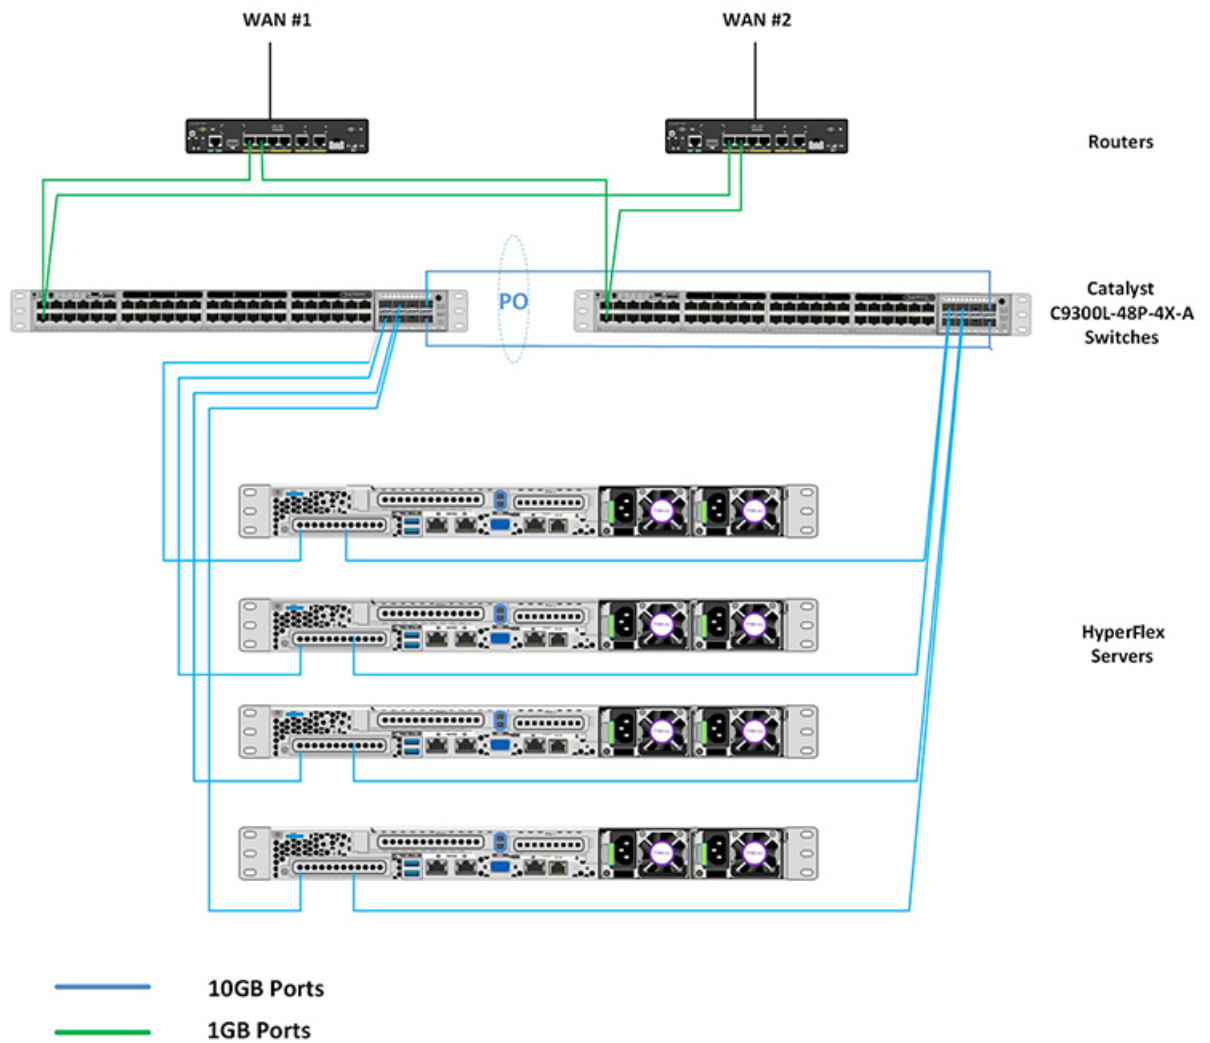 WAN #1
WAN #2
Routers
PO
Catalyst
C9300L-48P-4X-A
Switches
HyperFlex
Servers
10GB Ports
1GB Ports